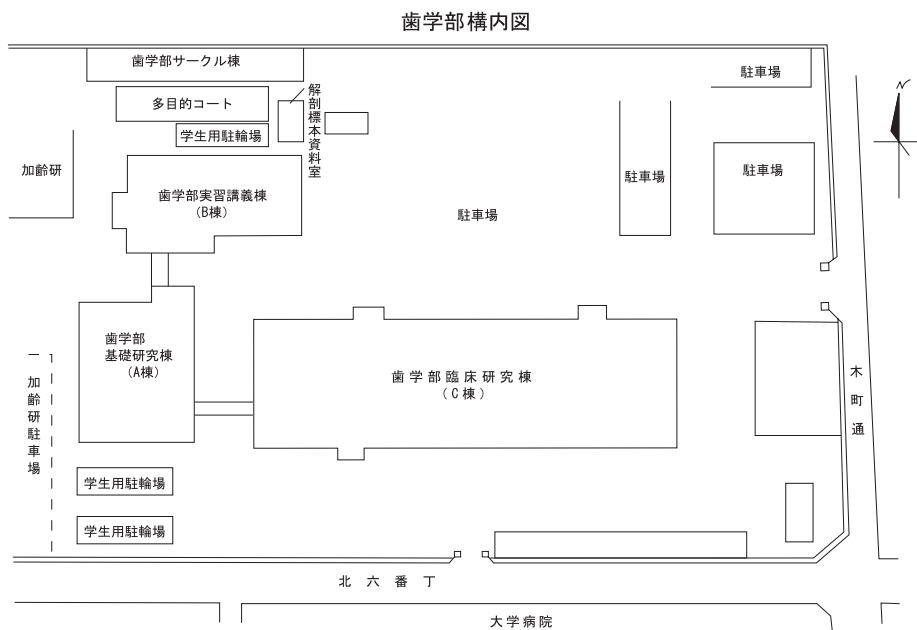 歯学部構内図
N
歯学部サークル棟
駐車場
多目的コート
解剖標本資料室
学生用駐輪場
加齢研
駐車場
駐車場
歯学部実習講義棟
(B棟)
駐車場
歯学部
基礎研究棟
(A棟)
歯学部臨床研究棟
(C棟)
木町通
加齢研駐車場
学生用駐輪場
学生用駐輪場
北六番丁
大学病院